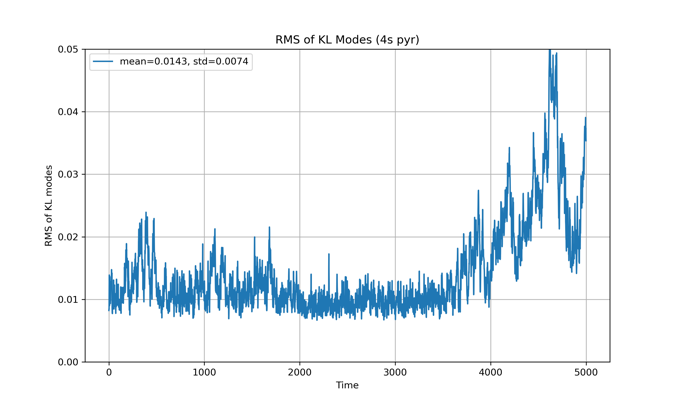 RMS of KL Modes (4s pyr)
mean=0.0143, std=0.0074
RMS of KL modes
0.05
0.04
0.03
0.02
0.01
0.00
0 1000 2000 3000 4000 5000
Time